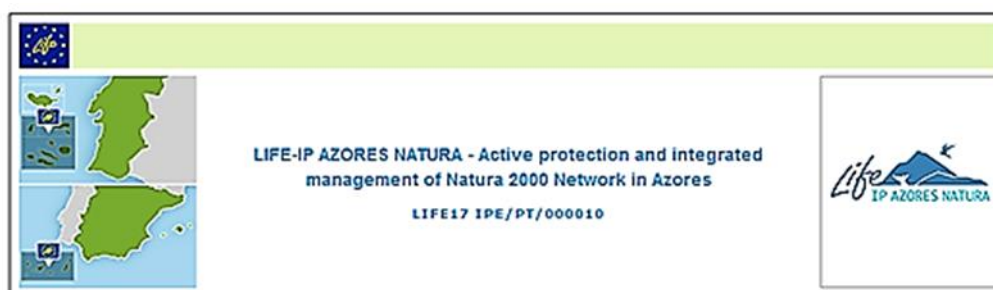 Life
LIFE-IP AZORES NATURA - Active protection and integrated
management of Natura 2000 Network in Azores
LIFE17 IPE/PT/000010
Life
IP AZORES NATURA